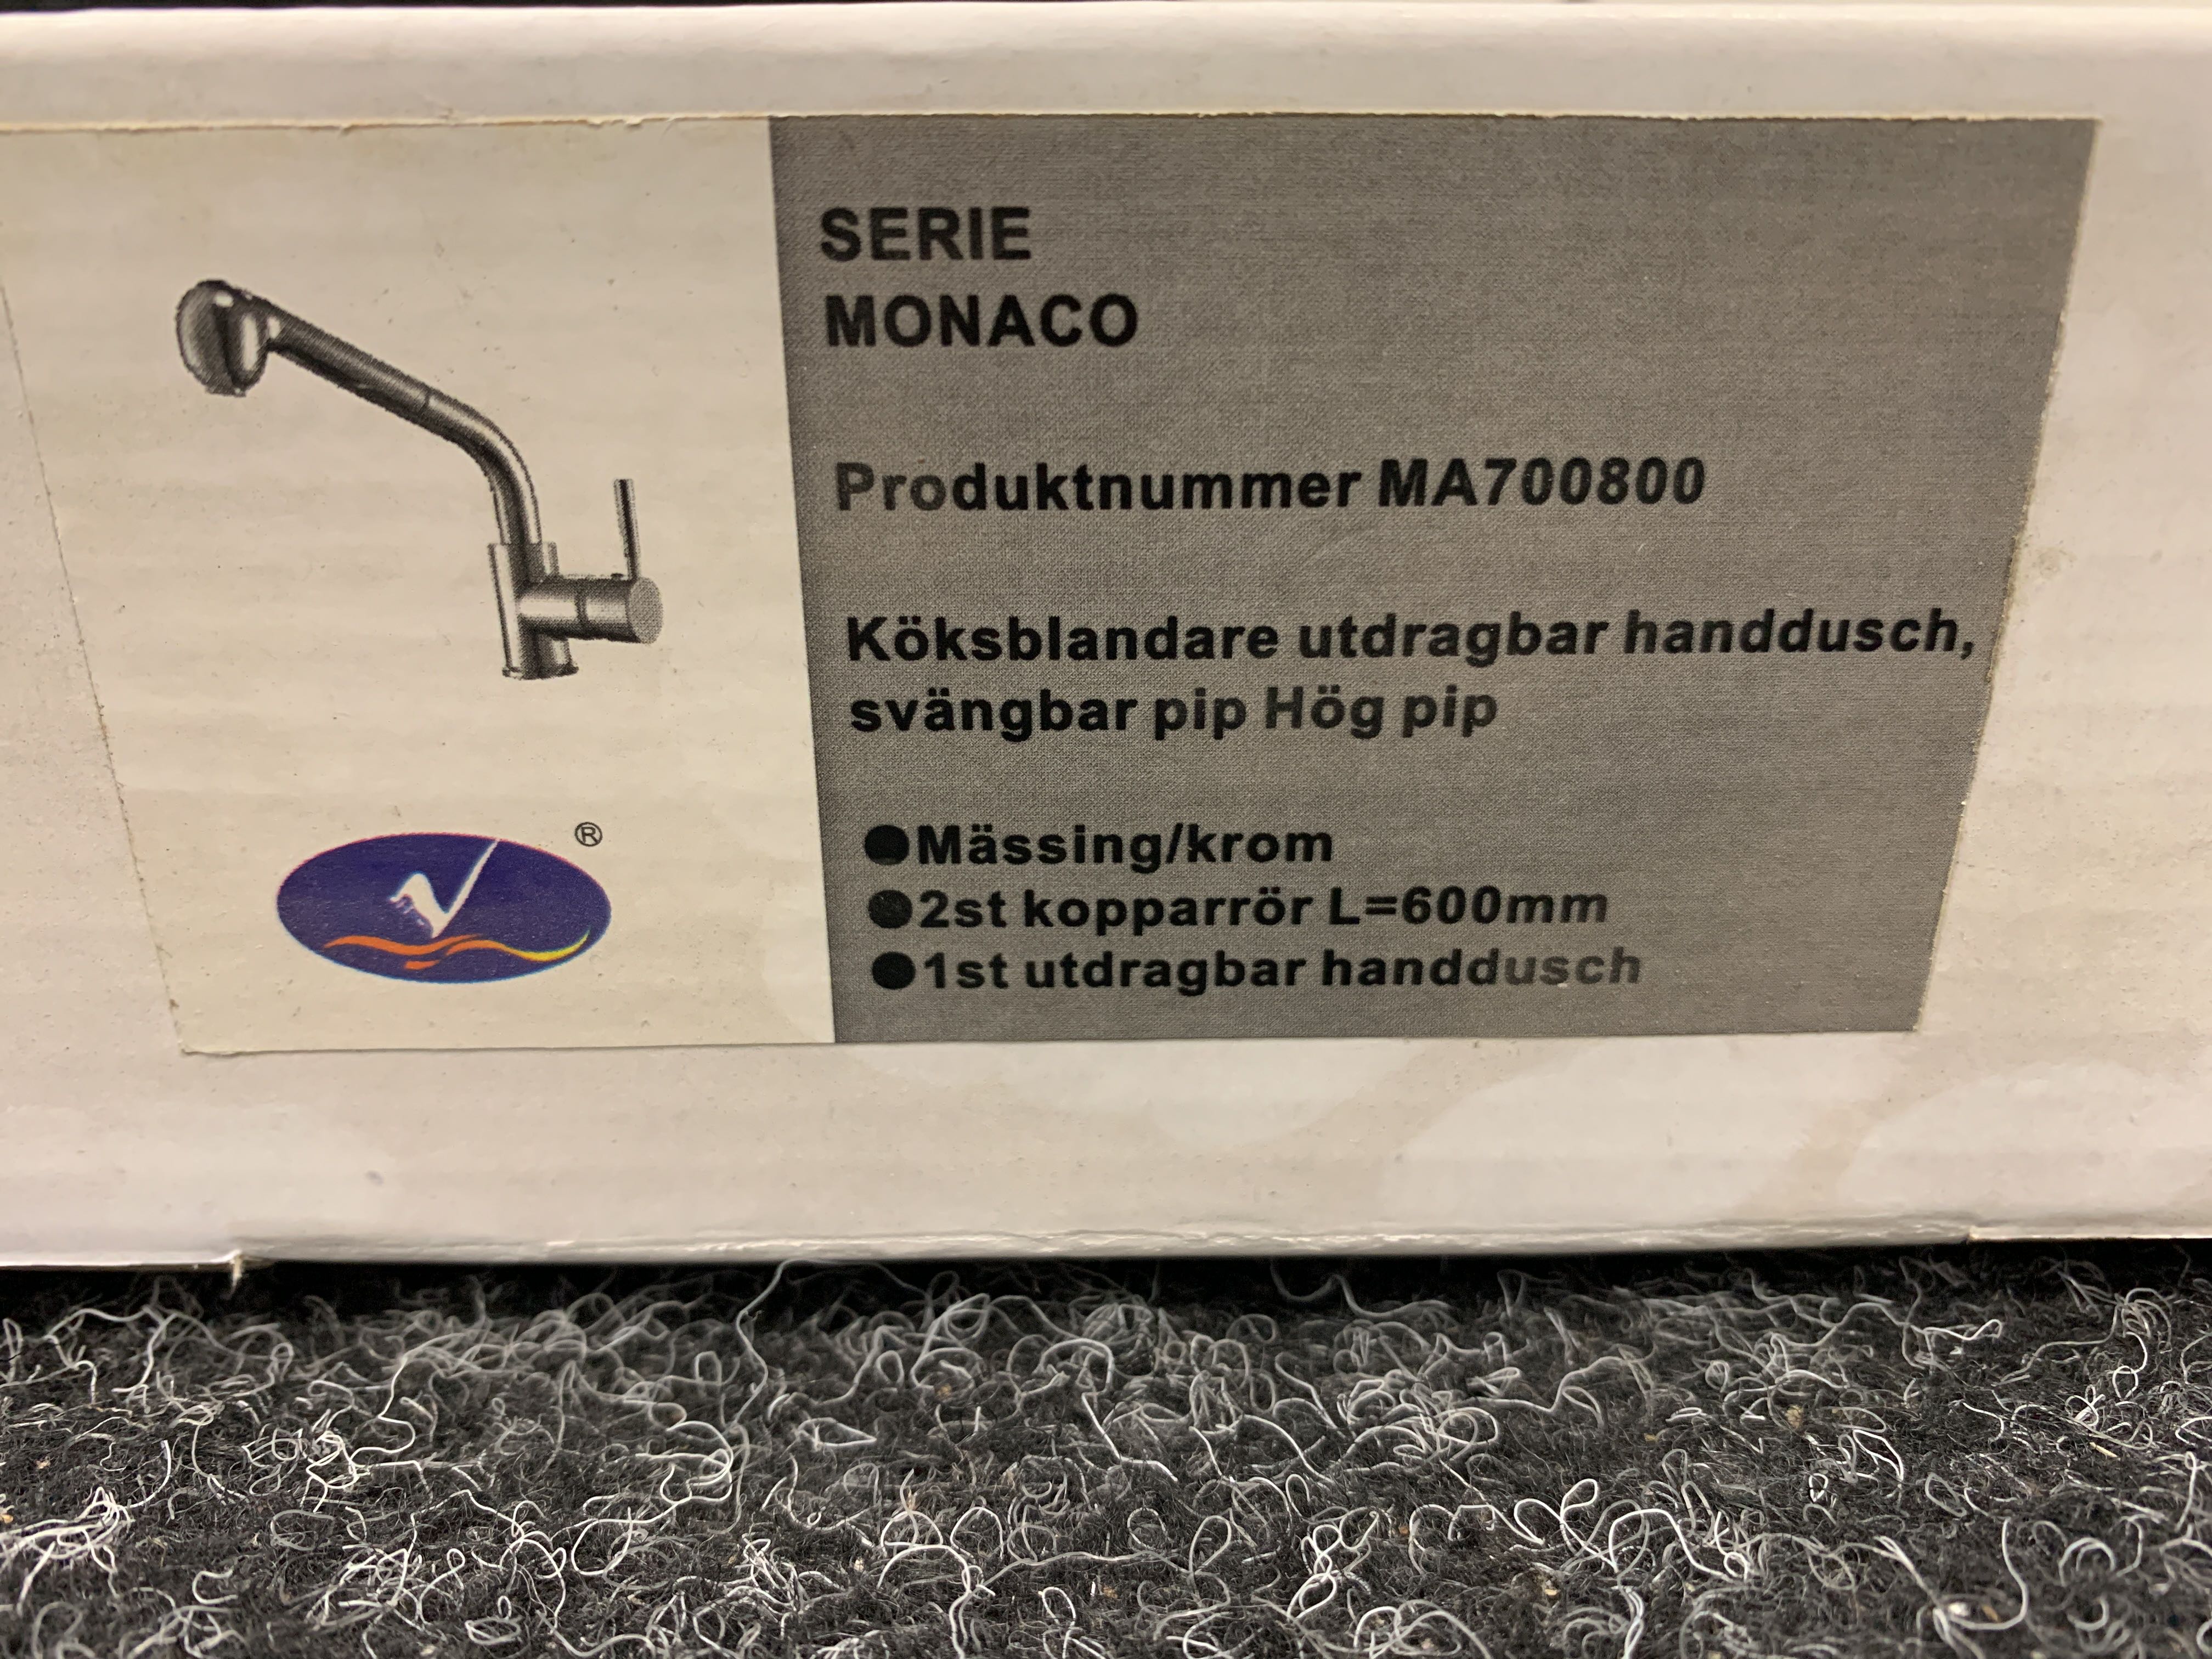 SERIE
MONACO
Produktnummer MA700800
Köksblandare utdragbar handdusch,
svängbar pip Hög pip
●Mässing/krom
●2st kopparrör L=600mm
●1st utdragbar handdusch
®